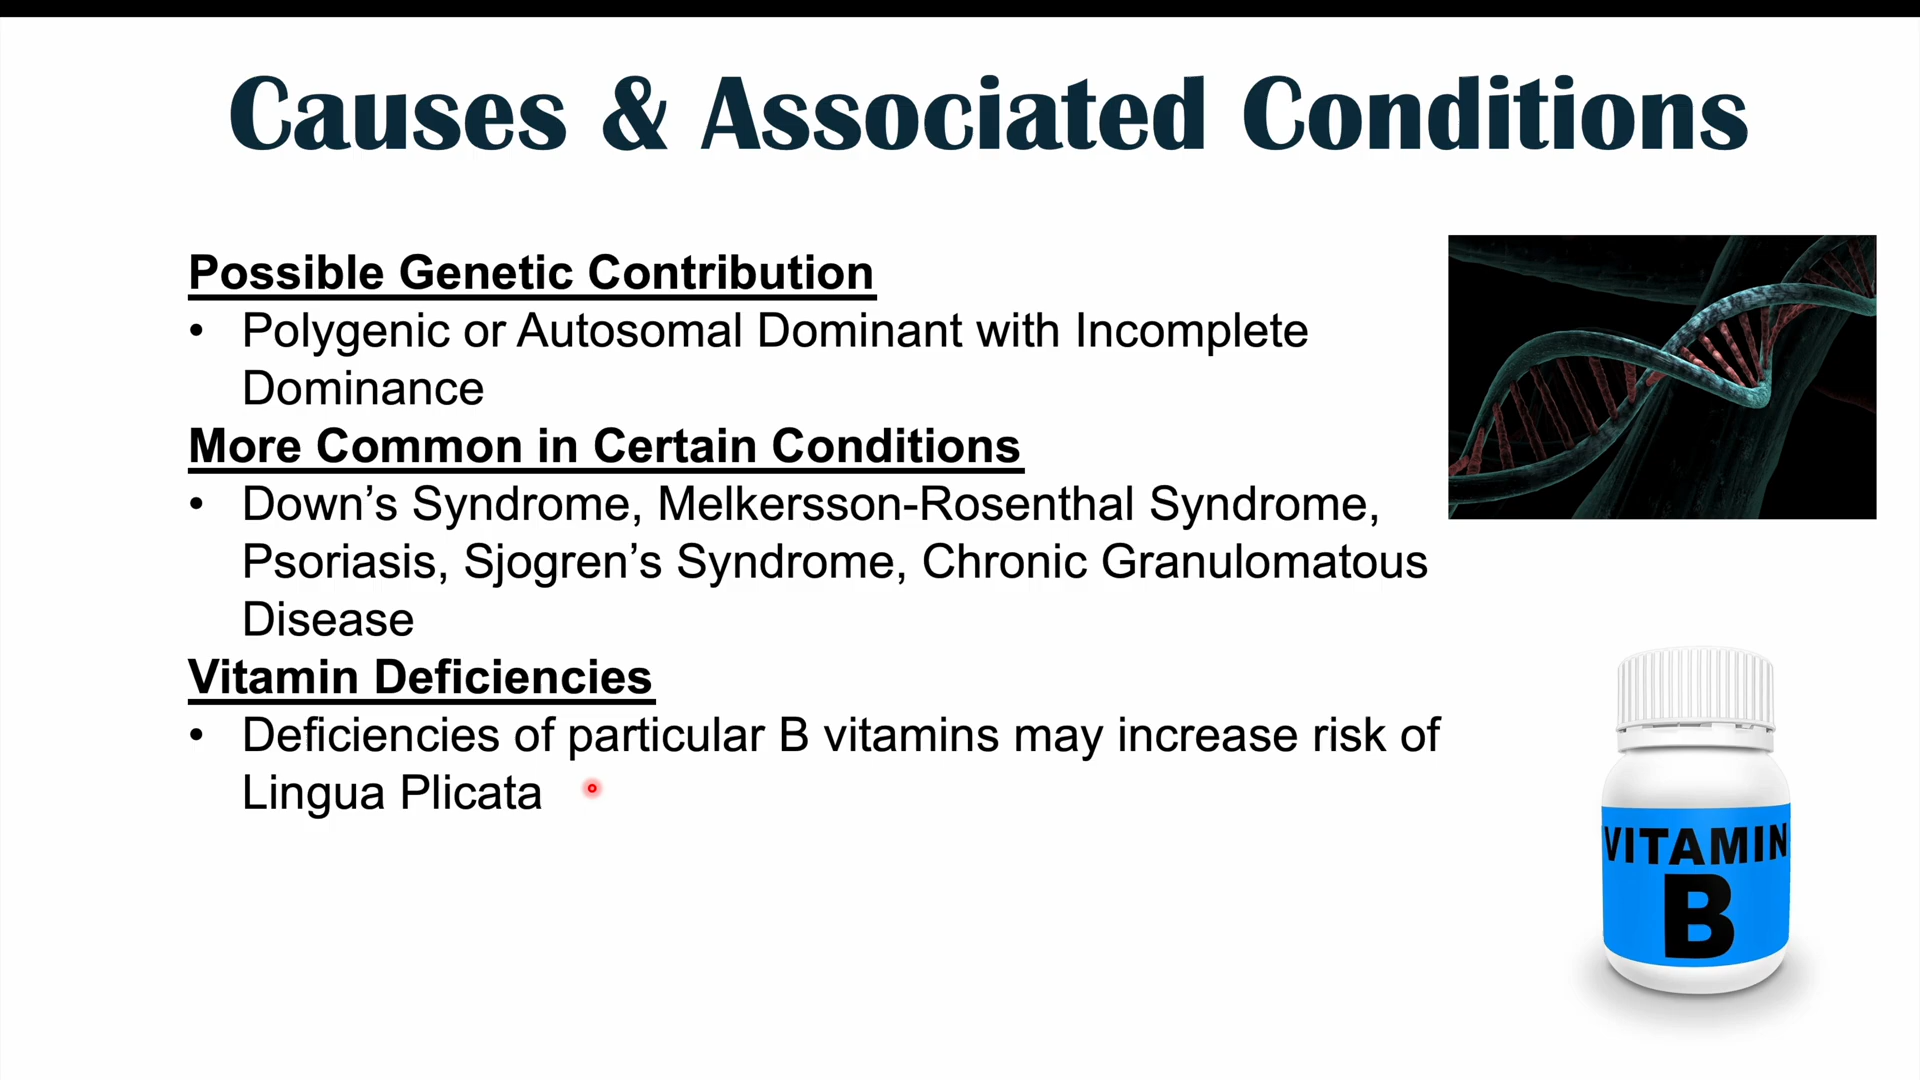 Causes & Associated Conditions
Possible Genetic Contribution
• Polygenic or Autosomal Dominant with Incomplete
Dominance
More Common in Certain Conditions
• Down’s Syndrome, Melkersson-Rosenthal Syndrome,
Psoriasis, Sjogren’s Syndrome, Chronic Granulomatous
Disease
Vitamin Deficiencies
• Deficiencies of particular B vitamins may increase risk of
Lingua Plicata
VITAMIN
B